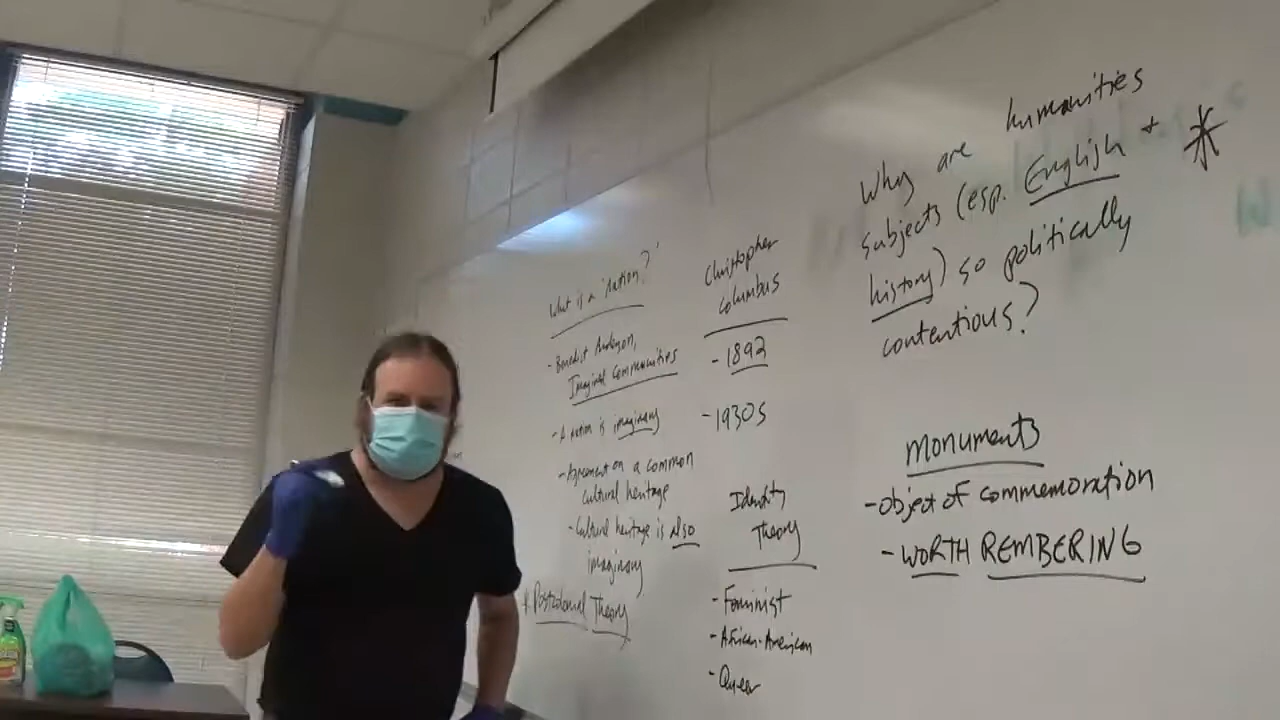 What is a 'Nation?'
- Benedict Anderson,
Imagined Communities
- A nation is imaginary
- Agreement on a common
cultural heritage
- Cultural heritage is also
imaginary
* Postcolonial Theory
Christopher
Columbus
- 1892
- 1930s
Identity
Theory
- Feminist
- African-American
- Queer
Why are humanities
subjects (esp. English +
history) so politically
contentious?
*
monuments
- object of commemoration
- WORTH REMBERING